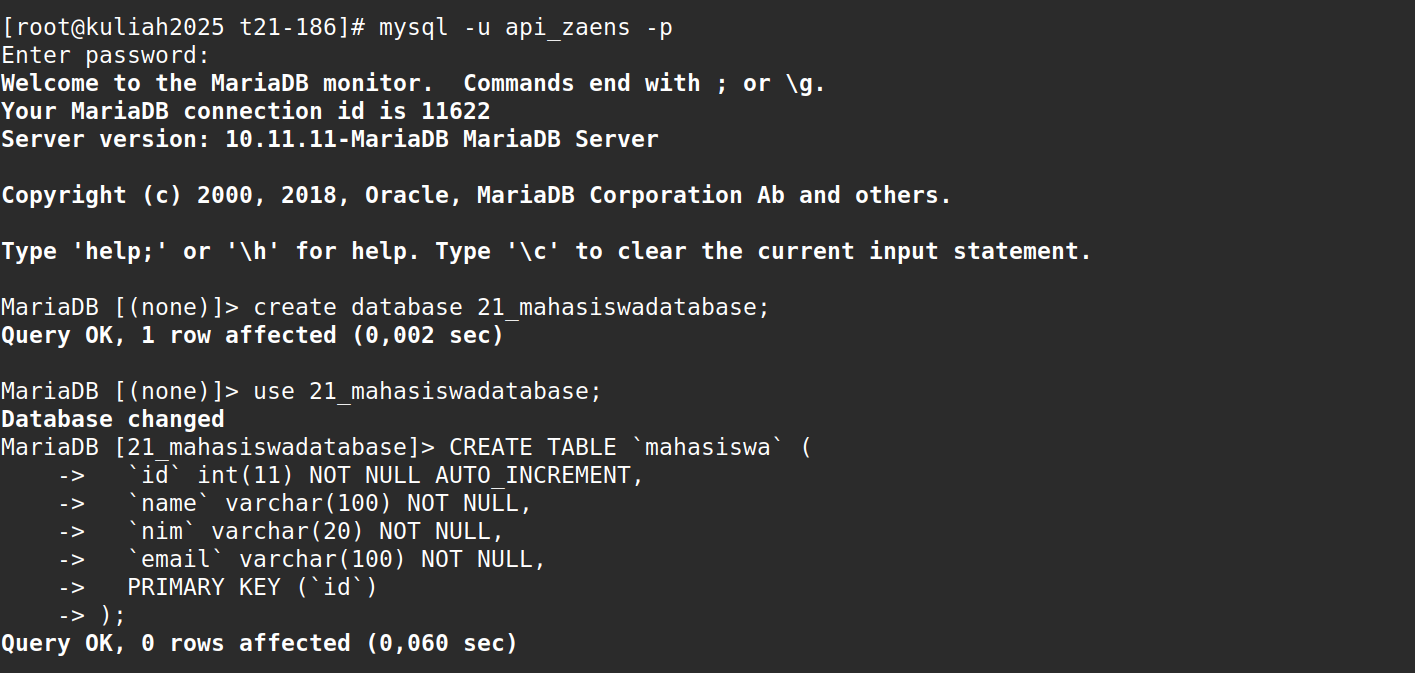 [root@kuliah2025 t21-186]# mysql -u api_zaens -p
Enter password:
Welcome to the MariaDB monitor.  Commands end with ; or \g.
Your MariaDB connection id is 11622
Server version: 10.11.11-MariaDB MariaDB Server
Copyright (c) 2000, 2018, Oracle, MariaDB Corporation Ab and others.
Type 'help;' or '\h' for help. Type '\c' to clear the current input statement.
MariaDB [(none)]> create database 21_mahasiswadatabase;
Query OK, 1 row affected (0,002 sec)
MariaDB [(none)]> use 21_mahasiswadatabase;
Database changed
MariaDB [21_mahasiswadatabase]> CREATE TABLE `mahasiswa` (
    ->   `id` int(11) NOT NULL AUTO_INCREMENT,
    ->   `name` varchar(100) NOT NULL,
    ->   `nim` varchar(20) NOT NULL,
    ->   `email` varchar(100) NOT NULL,
    ->   PRIMARY KEY (`id`)
    -> );
Query OK, 0 rows affected (0,060 sec)